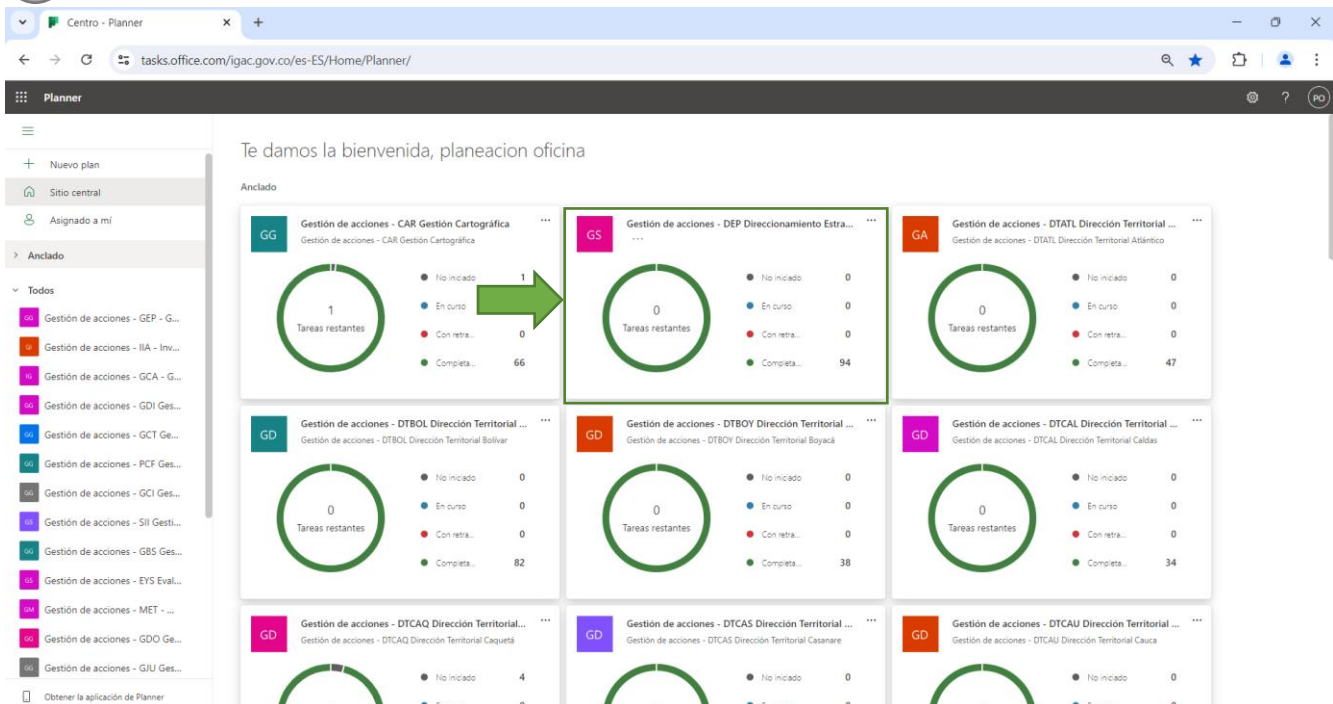 Centro - Planner
tasks.office.com/igac.gov.co/es-ES/Home/Planner/
Planner
?
PO
Nuevo plan
Sitio central
Asignado a mí
Anclado
Todos
GG Gestión de acciones - GEP - G...
GI Gestión de acciones - IIA - Inv...
IG Gestión de acciones - GCA - G...
GG Gestión de acciones - GDI Ges...
GG Gestión de acciones - GCT Ge...
GG Gestión de acciones - PCF Ges...
GG Gestión de acciones - GCI Ges...
GS Gestión de acciones - SII Gesti...
GG Gestión de acciones - GBS Ges...
GS Gestión de acciones - EYS Eval...
GM Gestión de acciones - MET - ...
GG Gestión de acciones - GDO Ge...
GG Gestión de acciones - GJU Ges...
Obtener la aplicación de Planner
Te damos la bienvenida, planeacion oficina
Anclado
GG
Gestión de acciones - CAR Gestión Cartográfica ...
Gestión de acciones - CAR Gestión Cartográfica
1
Tareas restantes
No iniciado 1
En curso
Con retra... 0
Completa... 66
GS
Gestión de acciones - DEP Direccionamiento Estra... ...
...
0
Tareas restantes
No iniciado 0
En curso 0
Con retra... 0
Completa... 94
GA
Gestión de acciones - DTATL Dirección Territorial ... ...
Gestión de acciones - DTATL Dirección Territorial Atlántico
0
Tareas restantes
No iniciado 0
En curso 0
Con retra... 0
Completa... 47
GD
Gestión de acciones - DTBOL Dirección Territorial ... ...
Gestión de acciones - DTBOL Dirección Territorial Bolívar
0
Tareas restantes
No iniciado 0
En curso 0
Con retra... 0
Completa... 82
GD
Gestión de acciones - DTBOY Dirección Territorial ... ...
Gestión de acciones - DTBOY Dirección Territorial Boyacá
0
Tareas restantes
No iniciado 0
En curso 0
Con retra... 0
Completa... 38
GD
Gestión de acciones - DTCAL Dirección Territorial ... ...
Gestión de acciones - DTCAL Dirección Territorial Caldas
0
Tareas restantes
No iniciado 0
En curso 0
Con retra... 0
Completa... 34
GD
Gestión de acciones - DTCAQ Dirección Territorial... ...
Gestión de acciones - DTCAQ Dirección Territorial Caquetá
No iniciado 4
GD
Gestión de acciones - DTCAS Dirección Territorial ... ...
Gestión de acciones - DTCAS Dirección Territorial Casanare
No iniciado 0
GD
Gestión de acciones - DTCAU Dirección Territorial ... ...
Gestión de acciones - DTCAU Dirección Territorial Cauca
No iniciado 0